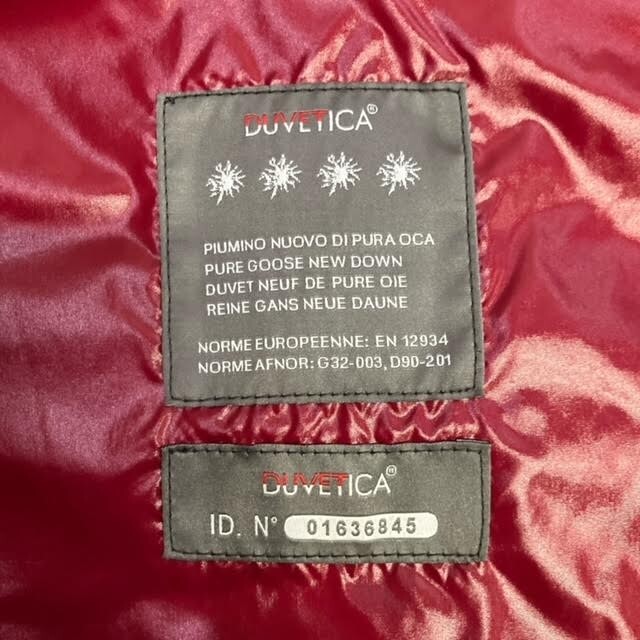 DUVETICA®
PIUMINO NUOVO DI PURA OCA
PURE GOOSE NEW DOWN
DUVET NEUF DE PURE OIE
REINE GANS NEUE DAUNE
NORME EUROPEENNE: EN 12934
NORME AFNOR: G32-003, D90-201
DUVETICA®
ID. N° 01636845